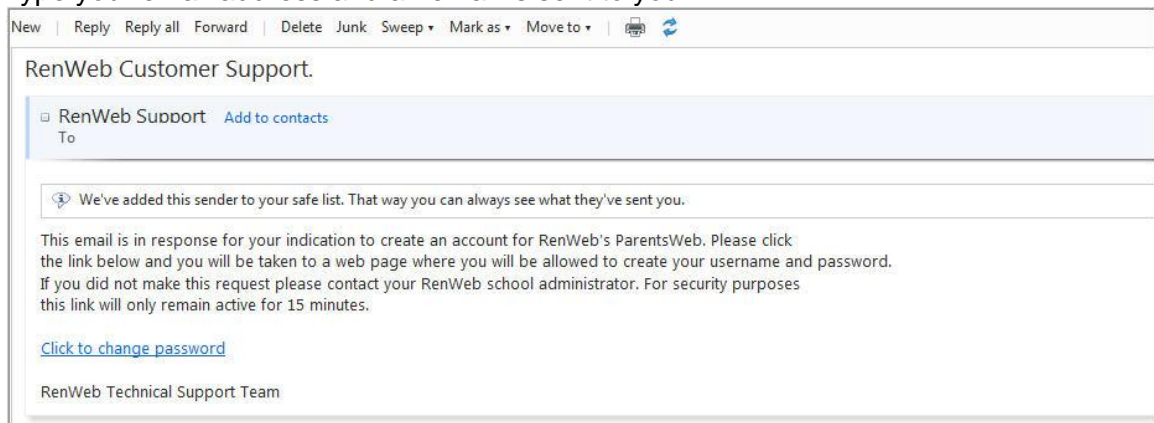 New | Reply Reply all Forward | Delete Junk Sweep Mark as Move to |
RenWeb Customer Support.
RenWeb Support Add to contacts
To
We've added this sender to your safe list. That way you can always see what they've sent you.
This email is in response for your indication to create an account for RenWeb's ParentsWeb. Please click
the link below and you will be taken to a web page where you will be allowed to create your username and password.
If you did not make this request please contact your RenWeb school administrator. For security purposes
this link will only remain active for 15 minutes.
Click to change password
RenWeb Technical Support Team